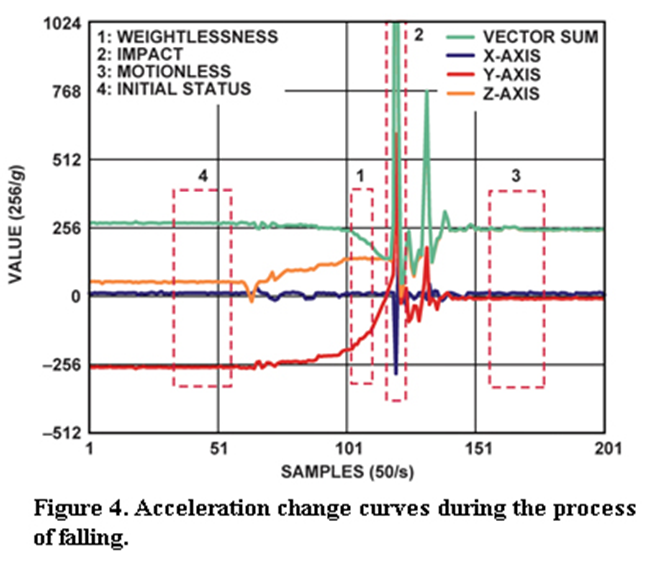 1024
1: WEIGHTLESSNESS
2: IMPACT
3: MOTIONLESS
4: INITIAL STATUS
2
VECTOR SUM
X-AXIS
Y-AXIS
Z-AXIS
768
512
4
1
3
256
0
–256
–512
VALUE (256/g)
1
51
101
151
201
SAMPLES (50/s)
Figure 4. Acceleration change curves during the process
of falling.